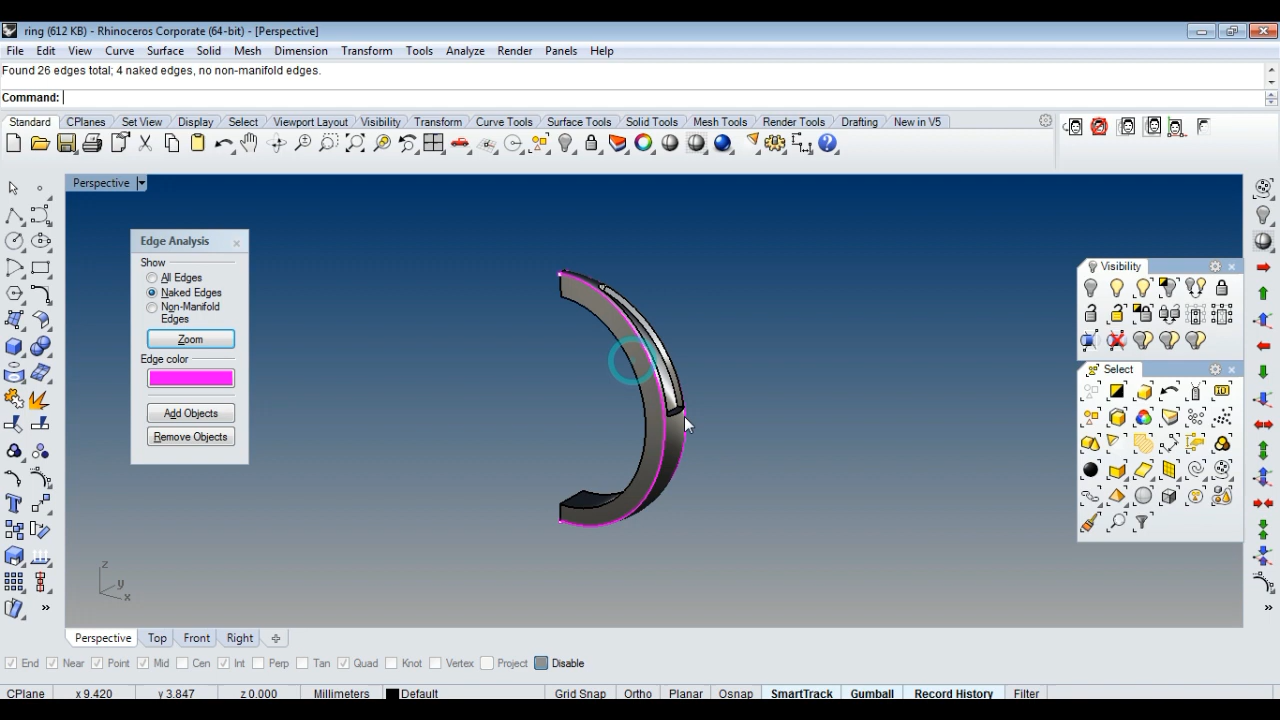 ring (612 KB) - Rhinoceros Corporate (64-bit) - [Perspective]
File Edit View Curve Surface Solid Mesh Dimension Transform Tools Analyze Render Panels Help
Found 26 edges total; 4 naked edges, no non-manifold edges.
Command:
Standard CPlanes Set View Display Select Viewport Layout Visibility Transform Curve Tools Surface Tools Solid Tools Mesh Tools Render Tools Drafting New in V5
Perspective
Edge Analysis
Show
All Edges
Naked Edges
Non-Manifold
Edges
Zoom
Edge color
Add Objects
Remove Objects
Visibility
Select
z
y
x
Perspective Top Front Right
End Near Point Mid Cen Int Perp Tan Quad Knot Vertex Project Disable
CPlane x 9.420 y 3.847 z 0.000 Millimeters Default Grid Snap Ortho Planar Osnap SmartTrack Gumball Record History Filter